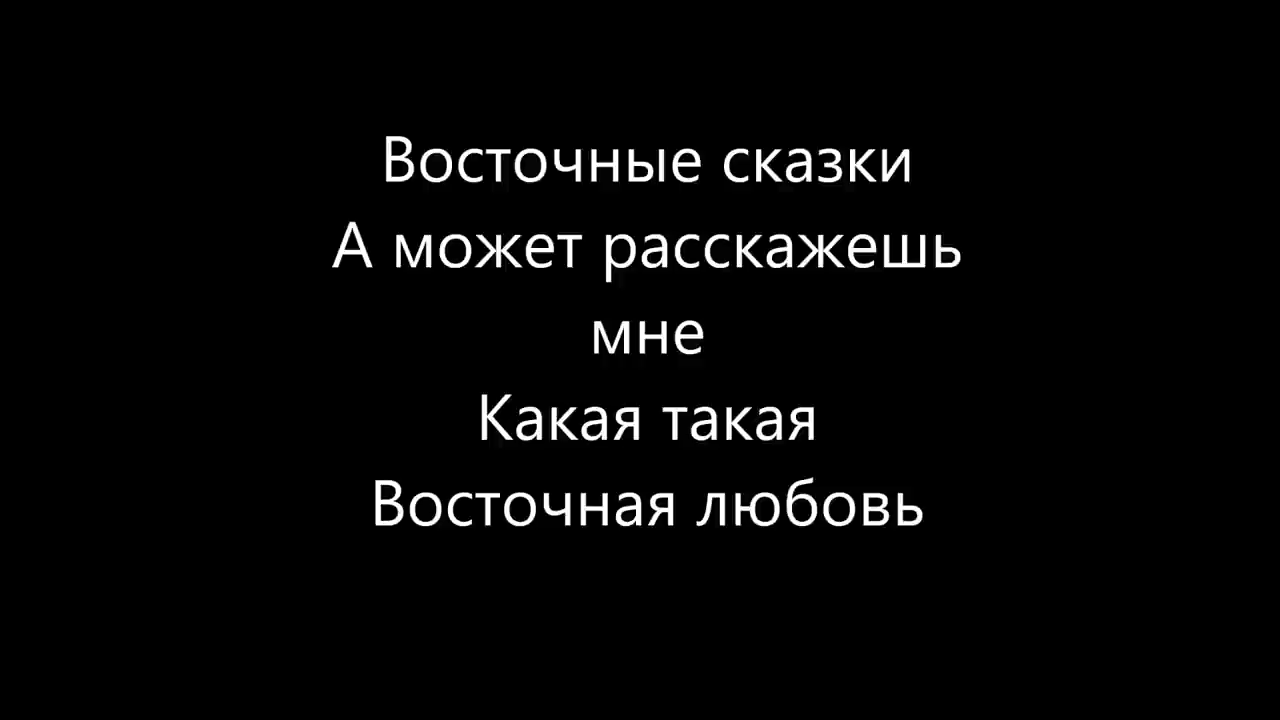 Восточные сказки
А может расскажешь
мне
Какая такая
Восточная любовь